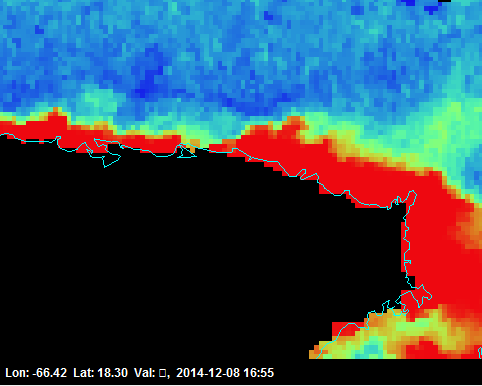 Lon: -66.42 Lat: 18.30 Val: ▯, 2014-12-08 16:55